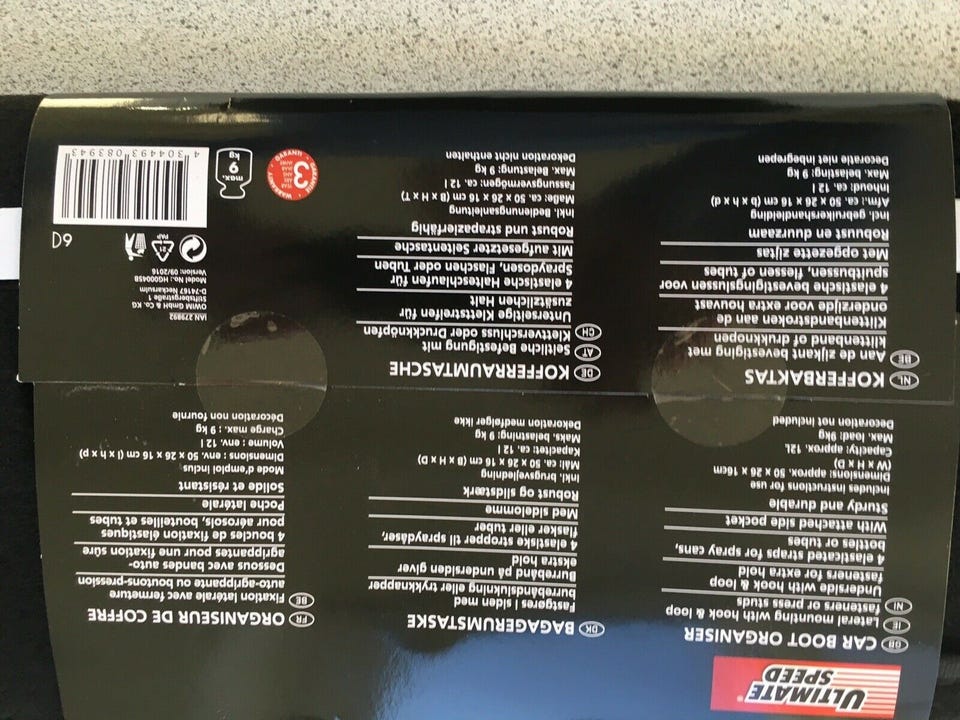 ULTIMATE
SPEED®
GB CAR BOOT ORGANISER
IE Lateral mounting with hook & loop
NI fasteners or press studs
Underside with hook & loop
fasteners for extra hold
4 elasticated straps for spray cans,
bottles or tubes
With attached side pocket
Sturdy and durable
Includes instructions for use
Dimensions: approx. 50 x 26 x 16cm
(W x H x D)
Capacity: approx. 12L
Max. load: 9kg
Decoration not included
DK BAGAGERUMSTASKE
Fastgøres i siden med
burrebåndslukning eller trykknapper
Burrebånd på undersiden giver
ekstra hold
4 elastiske stropper til spraydåser,
flasker eller tuber
Med sidelomme
Robust og slidstærk
Inkl. brugsvejledning
Mål: ca. 50 x 26 x 16 cm (B x H x D)
Kapacitet: ca. 12 l
Maks. belastning: 9 kg
Dekoration medfølger ikke
FR ORGANISEUR DE COFFRE
BE Fixation latérale avec fermeture
auto-agripante ou boutons-pression
Dessous avec bandes auto-
agripantes pour une fixation sûre
4 boucles de fixation élastiques
pour aérosols, bouteilles et tubes
Poche latérale
Solide et résistant
Mode d'emploi inclus
Dimensions : env. 50 x 26 x 16 cm (l x h x p)
Volume : env. 12 l
Charge max. : 9 kg
Décoration non fournie
NL KOFFERBAKTAS
BE Aan de zijkant bevestiging met
klittenband of drukknopen
Klittenbandstroken aan de
onderzijde voor extra houvast
4 elastische bevestigingslussen voor
spuitbussen, flessen of tubes
Met opgezette zijtas
Robuust en duurzaam
Incl. gebruikershandleiding
Afm.: ca. 50 x 26 x 16 cm (b x h x d)
Inhoud: ca. 12 l
Max. belasting: 9 kg
Decoratie niet inbegrepen
DE KOFFERRAUMTASCHE
AT Seitliche Befestigung mit
CH Klettverschluss oder Druckknöpfen
Unterseitige Klettstreifen für
zusätzlichen Halt
4 elastische Halteschlaufen für
Spraydosen, Flaschen oder Tuben
Mit aufgesetzter Seitentasche
Robust und strapazierfähig
Inkl. Bedienungsanleitung
Maße: ca. 50 x 26 x 16 cm (B x H x T)
Fassungsvermögen: ca. 12 l
Max. Belastung: 9 kg
Dekoration nicht enthalten
IAN 279892
OWIM GmbH & Co. KG
Stiftsbergstraße 1
D-74167 Neckarsulm
Model No.: HG00045B
Version: 09/2016
21
PAP
6D
3
GARANTIE
WARRANTY
max.
9
kg
4 304493 083943